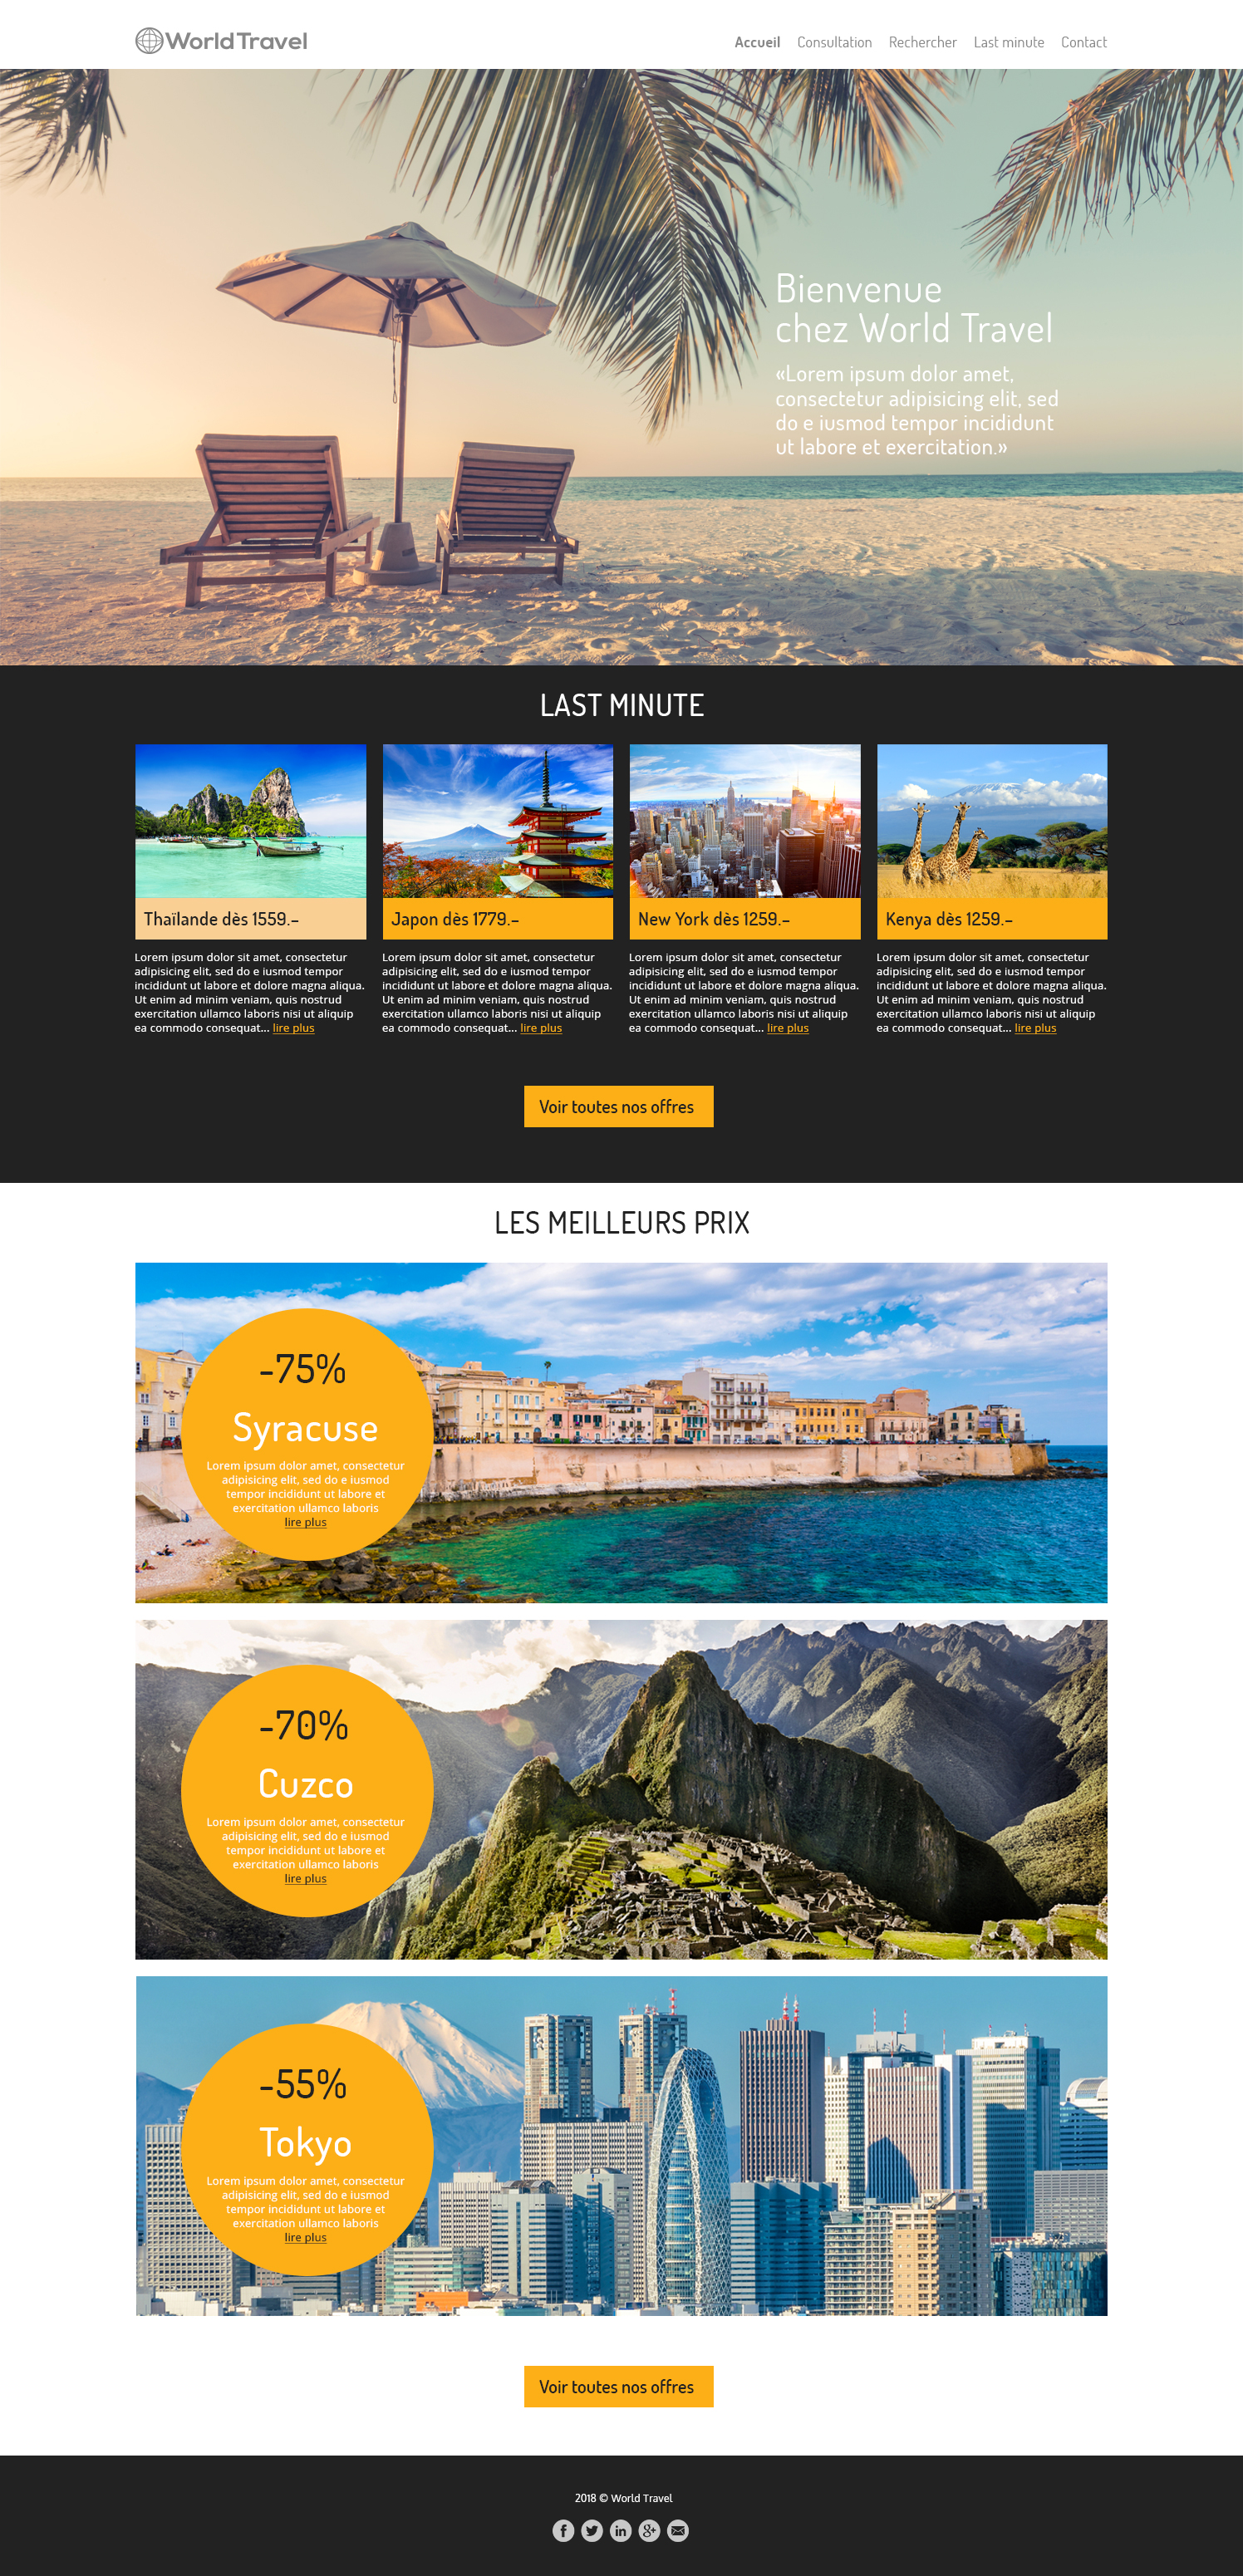 WorldTravel
Accueil Consultation Rechercher Last minute Contact
Bienvenue
chez World Travel
«Lorem ipsum dolor amet,
consectetur adipisicing elit, sed
do e iusmod tempor incididunt
ut labore et exercitation.»
LAST MINUTE
Thaïlande dès 1559.–
Lorem ipsum dolor sit amet, consectetur
adipisicing elit, sed do e iusmod tempor
incididunt ut labore et dolore magna aliqua.
Ut enim ad minim veniam, quis nostrud
exercitation ullamco laboris nisi ut aliquip
ea commodo consequat... lire plus
Japon dès 1779.–
Lorem ipsum dolor sit amet, consectetur
adipisicing elit, sed do e iusmod tempor
incididunt ut labore et dolore magna aliqua.
Ut enim ad minim veniam, quis nostrud
exercitation ullamco laboris nisi ut aliquip
ea commodo consequat... lire plus
New York dès 1259.–
Lorem ipsum dolor sit amet, consectetur
adipisicing elit, sed do e iusmod tempor
incididunt ut labore et dolore magna aliqua.
Ut enim ad minim veniam, quis nostrud
exercitation ullamco laboris nisi ut aliquip
ea commodo consequat... lire plus
Kenya dès 1259.–
Lorem ipsum dolor sit amet, consectetur
adipisicing elit, sed do e iusmod tempor
incididunt ut labore et dolore magna aliqua.
Ut enim ad minim veniam, quis nostrud
exercitation ullamco laboris nisi ut aliquip
ea commodo consequat... lire plus
Voir toutes nos offres
LES MEILLEURS PRIX
-75%
Syracuse
Lorem ipsum dolor amet, consectetur
adipisicing elit, sed do e iusmod
tempor incididunt ut labore et
exercitation ullamco laboris
lire plus
-70%
Cuzco
Lorem ipsum dolor amet, consectetur
adipisicing elit, sed do e iusmod
tempor incididunt ut labore et
exercitation ullamco laboris
lire plus
-55%
Tokyo
Lorem ipsum dolor amet, consectetur
adipisicing elit, sed do e iusmod
tempor incididunt ut labore et
exercitation ullamco laboris
lire plus
Voir toutes nos offres
2018 © World Travel